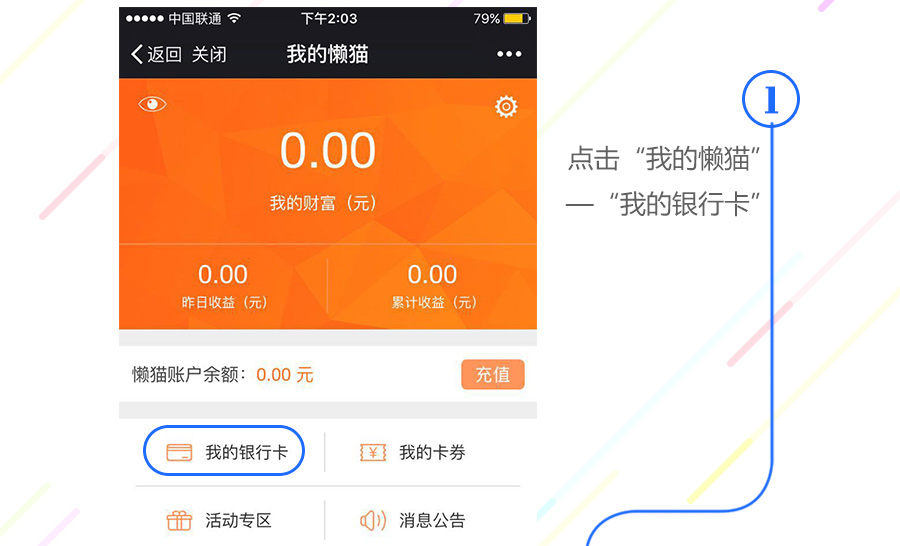 中国联通 下午2:03 79%
返回 关闭 我的懒猫
1
0.00
点击“我的懒猫”
—“我的银行卡”
我的财富（元）
0.00 0.00
昨日收益（元） 累计收益（元）
懒猫账户余额：0.00 元 充值
我的银行卡 ¥ 我的卡券
活动专区 消息公告